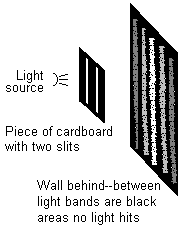 Light
source
Piece of cardboard
with two slits
Wall behind--between
light bands are black
areas no light hits